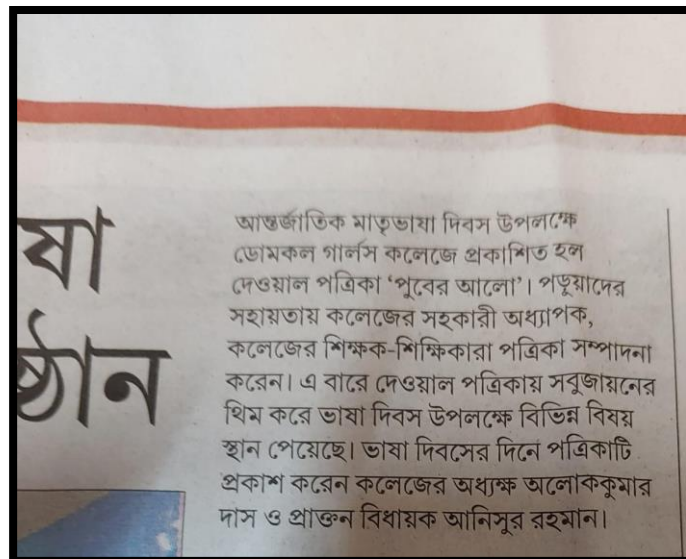 ষা
ষ্ঠান
আন্তর্জাতিক মাতৃভাষা দিবস উপলক্ষে
ডোমকল গার্লস কলেজে প্রকাশিত হল
দেওয়াল পত্রিকা ‘পুবের আলো’। পড়ুয়াদের
সহায়তায় কলেজের সহকারী অধ্যাপক,
কলেজের শিক্ষক-শিক্ষিকারা পত্রিকা সম্পাদনা
করেন। এ বারে দেওয়াল পত্রিকায় সবুজায়নের
থিম করে ভাষা দিবস উপলক্ষে বিভিন্ন বিষয়
স্থান পেয়েছে। ভাষা দিবসের দিনে পত্রিকাটি
প্রকাশ করেন কলেজের অধ্যক্ষ অলোককুমার
দাস ও প্রাক্তন বিধায়ক আনিসুর রহমান।